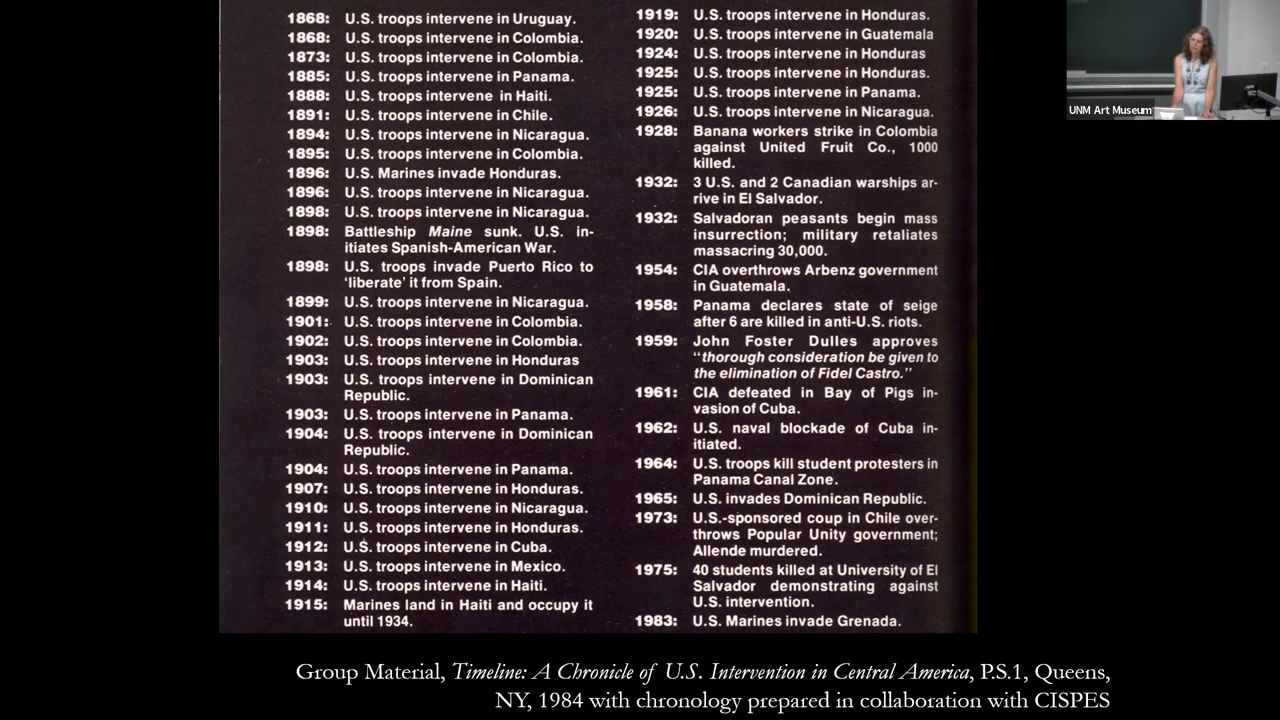 1868: U.S. troops intervene in Uruguay.
1868: U.S. troops intervene in Colombia.
1873: U.S. troops intervene in Colombia.
1885: U.S. troops intervene in Panama.
1888: U.S. troops intervene in Haiti.
1891: U.S. troops intervene in Chile.
1894: U.S. troops intervene in Nicaragua.
1895: U.S. troops intervene in Colombia.
1896: U.S. Marines invade Honduras.
1896: U.S. troops intervene in Nicaragua.
1898: U.S. troops intervene in Nicaragua.
1898: Battleship Maine sunk. U.S. in-
itiates Spanish-American War.
1898: U.S. troops invade Puerto Rico to
‘liberate’ it from Spain.
1899: U.S. troops intervene in Nicaragua.
1901: U.S. troops intervene in Colombia.
1902: U.S. troops intervene in Colombia.
1903: U.S. troops intervene in Honduras
1903: U.S. troops intervene in Dominican
Republic.
1903: U.S. troops intervene in Panama.
1904: U.S. troops intervene in Dominican
Republic.
1904: U.S. troops intervene in Panama.
1907: U.S. troops intervene in Honduras.
1910: U.S. troops intervene in Nicaragua.
1911: U.S. troops intervene in Honduras.
1912: U.S. troops intervene in Cuba.
1913: U.S. troops intervene in Mexico.
1914: U.S. troops intervene in Haiti.
1915: Marines land in Haiti and occupy it
until 1934.
1919: U.S. troops intervene in Honduras.
1920: U.S. troops intervene in Guatemala
1924: U.S. troops intervene in Honduras
1925: U.S. troops intervene in Honduras.
1925: U.S. troops intervene in Panama.
1926: U.S. troops intervene in Nicaragua.
1928: Banana workers strike in Colombia
against United Fruit Co., 1000
killed.
1932: 3 U.S. and 2 Canadian warships ar-
rive in El Salvador.
1932: Salvadoran peasants begin mass
insurrection; military retaliates
massacring 30,000.
1954: CIA overthrows Arbenz government
in Guatemala.
1958: Panama declares state of seige
after 6 are killed in anti-U.S. riots.
1959: John Foster Dulles approves
“thorough consideration be given to
the elimination of Fidel Castro.”
1961: CIA defeated in Bay of Pigs in-
vasion of Cuba.
1962: U.S. naval blockade of Cuba in-
itiated.
1964: U.S. troops kill student protesters in
Panama Canal Zone.
1965: U.S. invades Dominican Republic.
1973: U.S.-sponsored coup in Chile over-
throws Popular Unity government;
Allende murdered.
1975: 40 students killed at University of El
Salvador demonstrating against
U.S. intervention.
1983: U.S. Marines invade Grenada.
UNM Art Museum
Group Material, Timeline: A Chronicle of U.S. Intervention in Central America, P.S.1, Queens,
NY, 1984 with chronology prepared in collaboration with CISPES